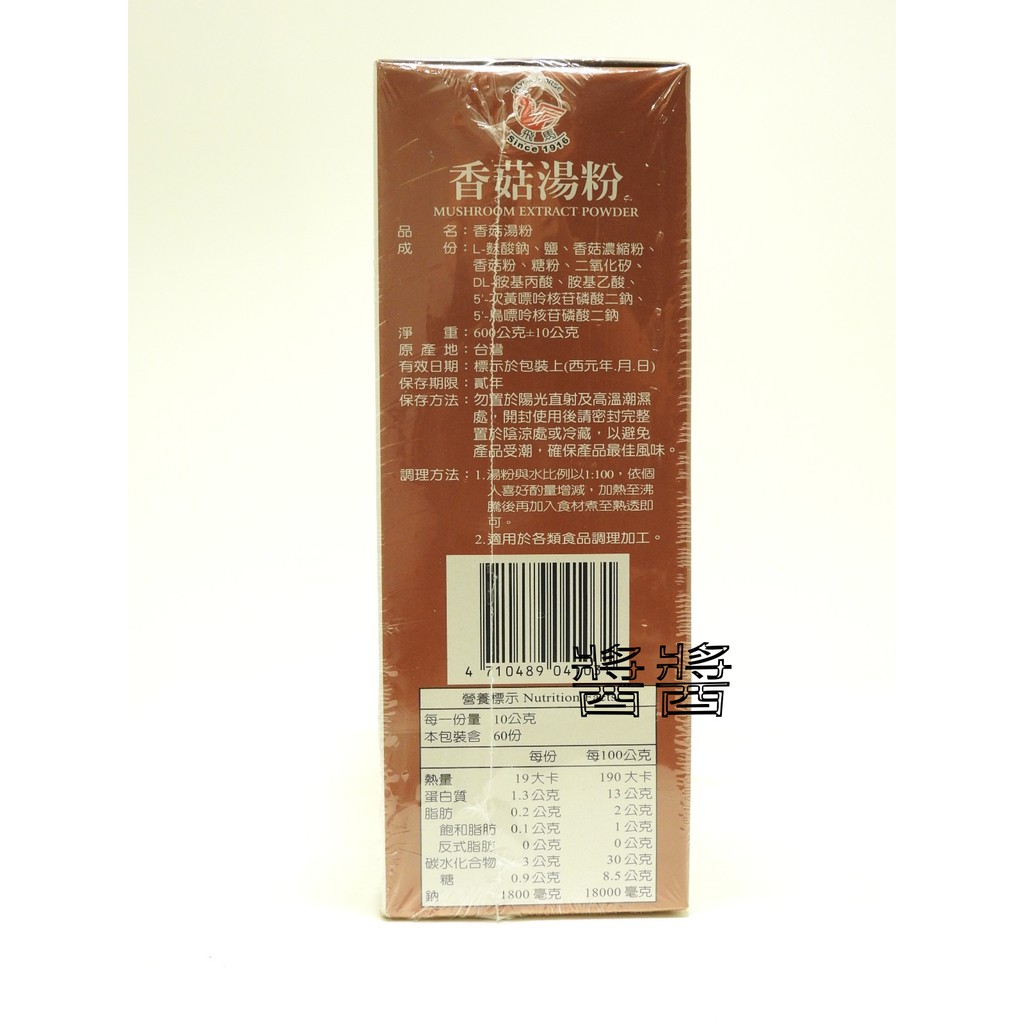 飛馬
Since 1916
香菇湯粉
MUSHROOM EXTRACT POWDER
品名：香菇湯粉
成份：L-麩酸鈉、鹽、香菇濃縮粉、
香菇粉、糖粉、二氧化矽、
DL-胺基丙酸、胺基乙酸、
5'-次黃嘌呤核苷磷酸二鈉、
5'-鳥嘌呤核苷磷酸二鈉
淨重：600公克±10公克
原產地：台灣
有效日期：標示於包裝上(西元年.月.日)
保存期限：貳年
保存方法：勿置於陽光直射及高溫潮濕
處，開封使用後請密封完整
置於陰涼處或冷藏，以避免
產品受潮，確保產品最佳風味。
調理方法：1.湯粉與水比例以1:100，依個
人喜好酌量增減，加熱至沸
騰後再加入食材煮至熟透即
可。
2.適用於各類食品調理加工。
4 710489 04
醬醬
營養標示 Nutrition Facts
每一份量 10公克
本包裝含 60份
每份 每100公克
熱量 19大卡 190大卡
蛋白質 1.3公克 13公克
脂肪 0.2公克 2公克
飽和脂肪 0.1公克 1公克
反式脂肪 0公克 0公克
碳水化合物 3公克 30公克
糖 0.9公克 8.5公克
鈉 1800毫克 18000毫克